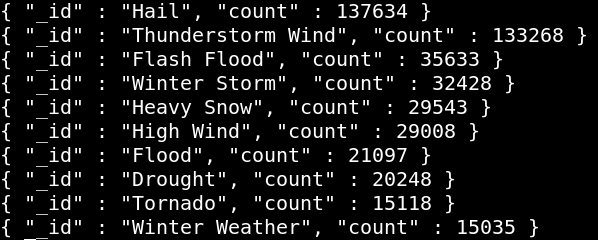 { "_id" : "Hail", "count" : 137634 }
{ "_id" : "Thunderstorm Wind", "count" : 133268 }
{ "_id" : "Flash Flood", "count" : 35633 }
{ "_id" : "Winter Storm", "count" : 32428 }
{ "_id" : "Heavy Snow", "count" : 29543 }
{ "_id" : "High Wind", "count" : 29008 }
{ "_id" : "Flood", "count" : 21097 }
{ "_id" : "Drought", "count" : 20248 }
{ "_id" : "Tornado", "count" : 15118 }
{ "_id" : "Winter Weather", "count" : 15035 }